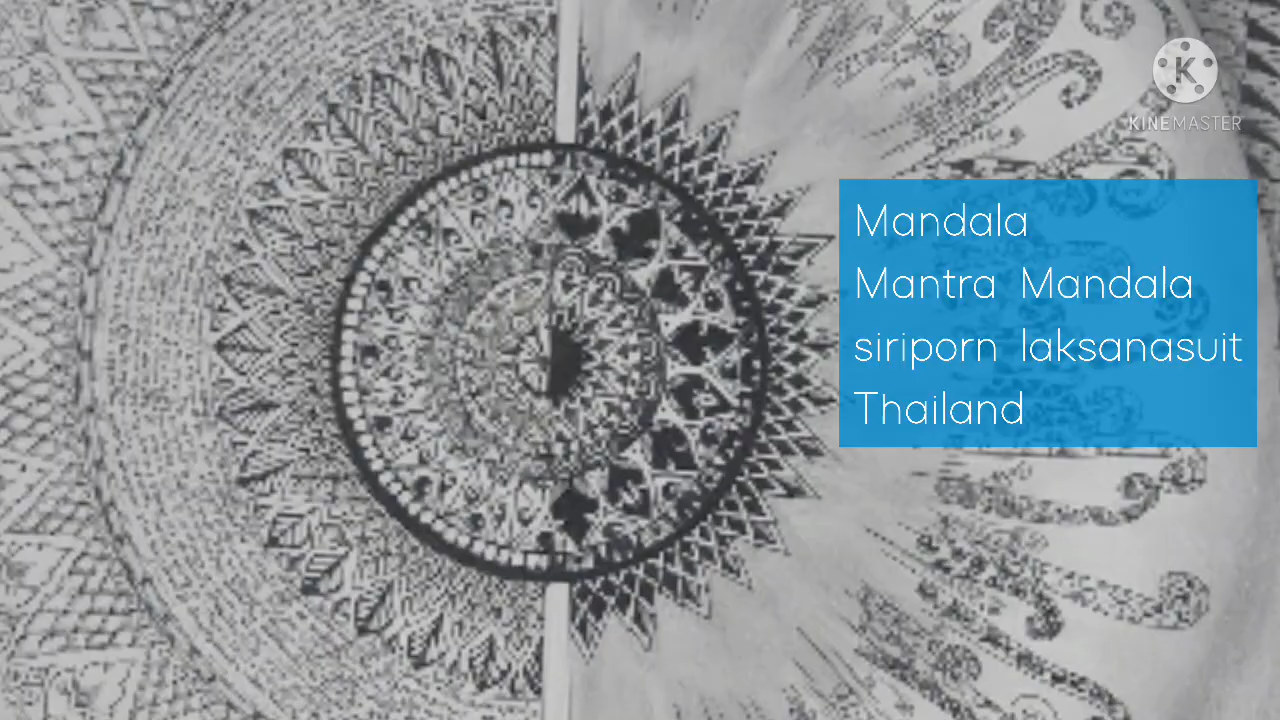 K
KINEMASTER
Mandala
Mantra Mandala
siriporn laksanasuit
Thailand